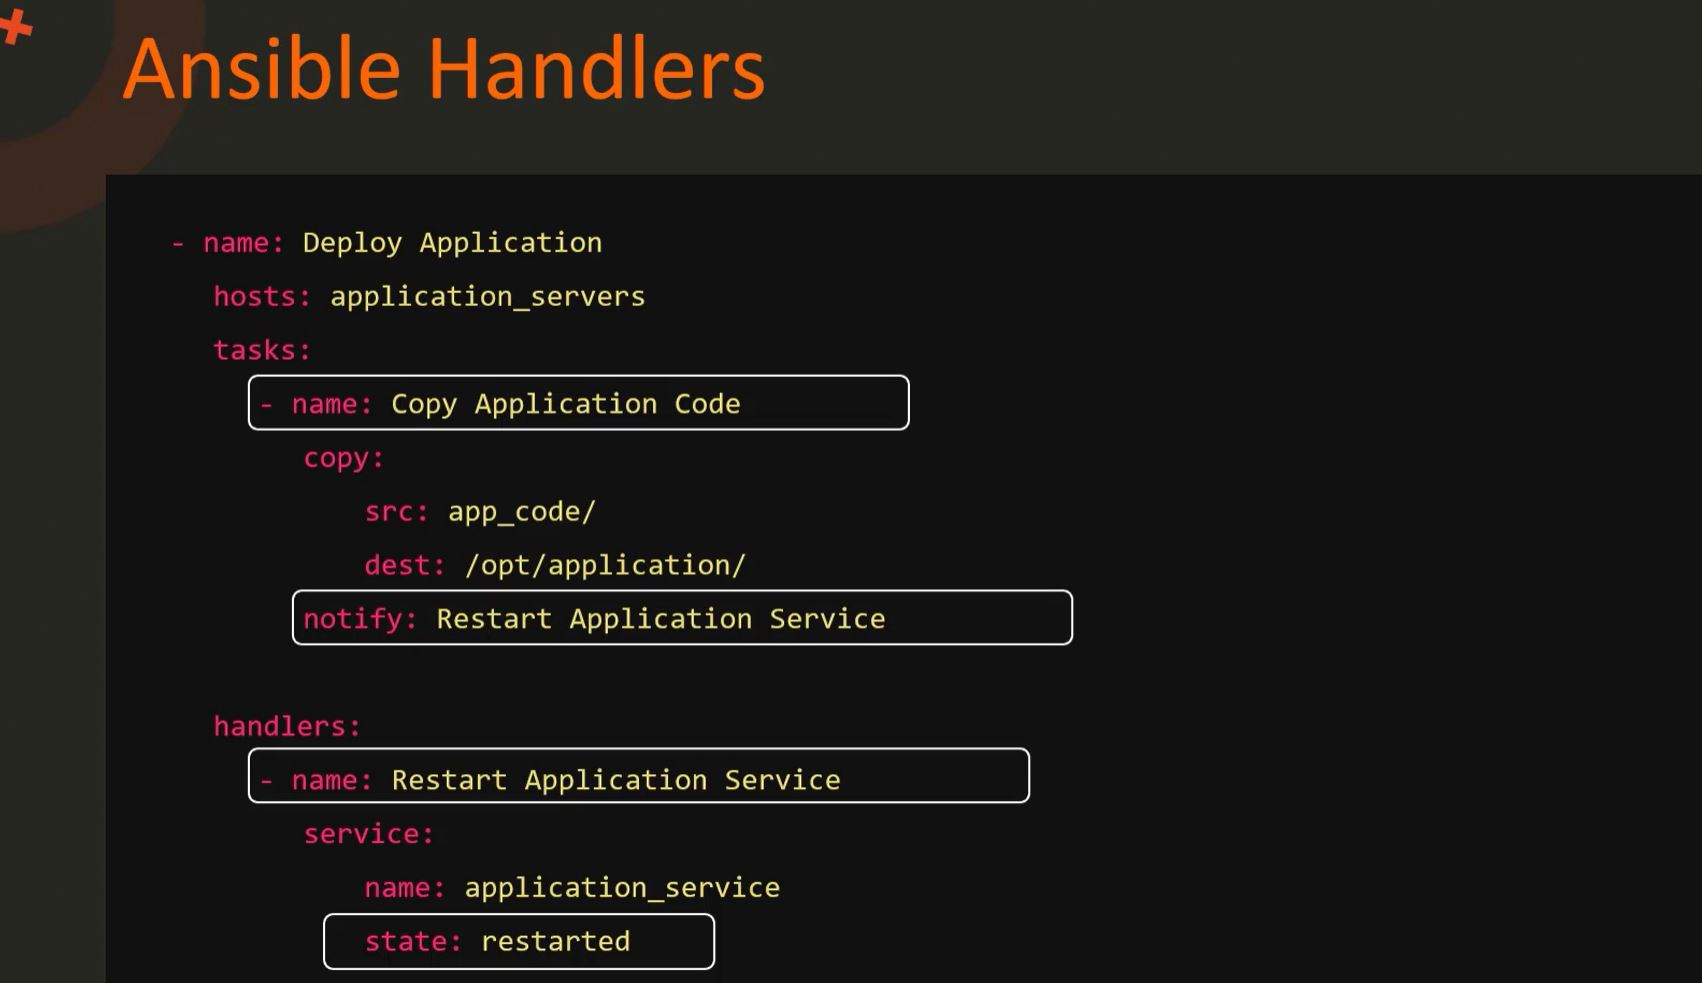 Ansible Handlers
- name: Deploy Application
hosts: application_servers
tasks:
- name: Copy Application Code
copy:
src: app_code/
dest: /opt/application/
notify: Restart Application Service
handlers:
- name: Restart Application Service
service:
name: application_service
state: restarted